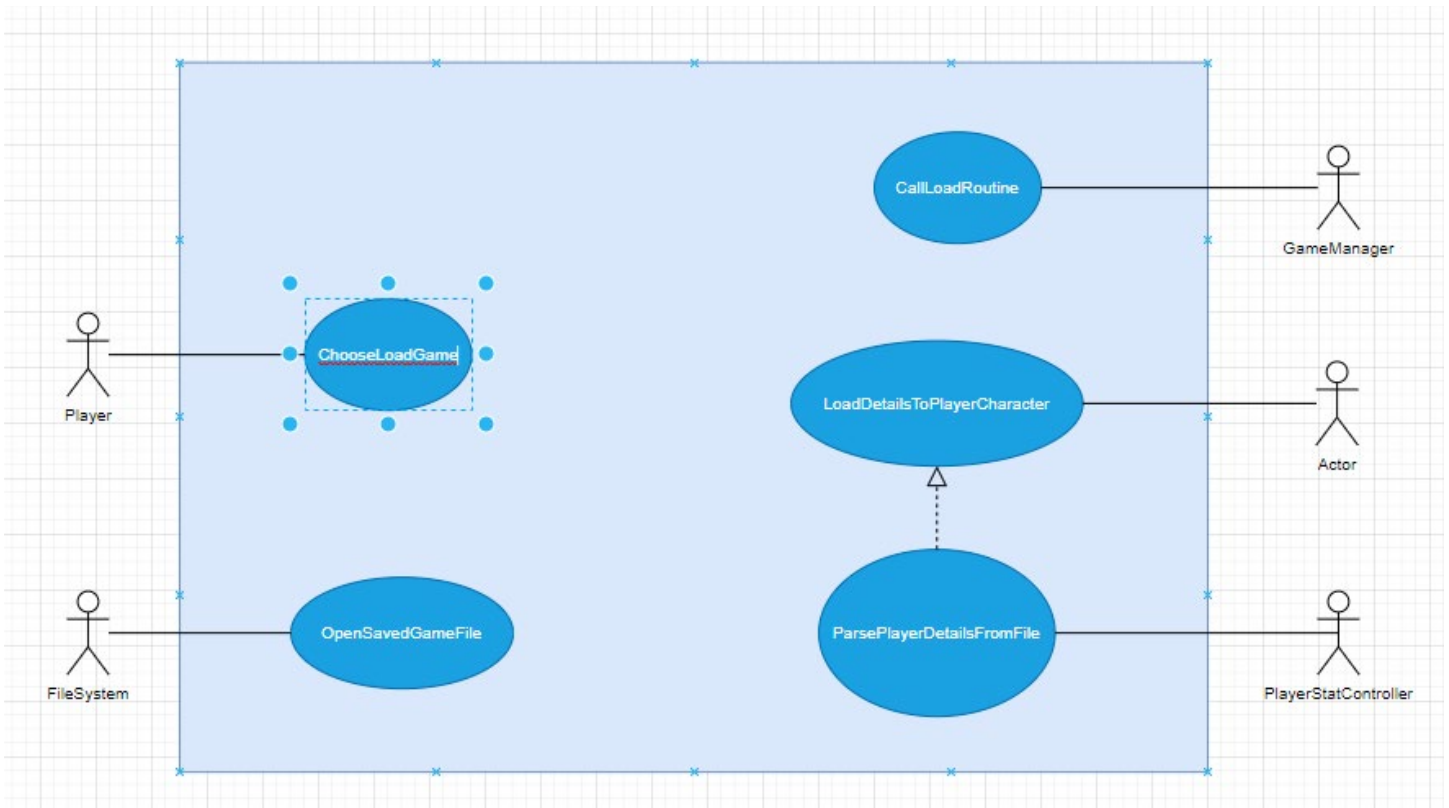 CallLoadRoutine
GameManager
ChooseLoadGame
Player
LoadDetailsToPlayerCharacter
Actor
OpenSavedGameFile
ParsePlayerDetailsFromFile
FileSystem
PlayerStatController